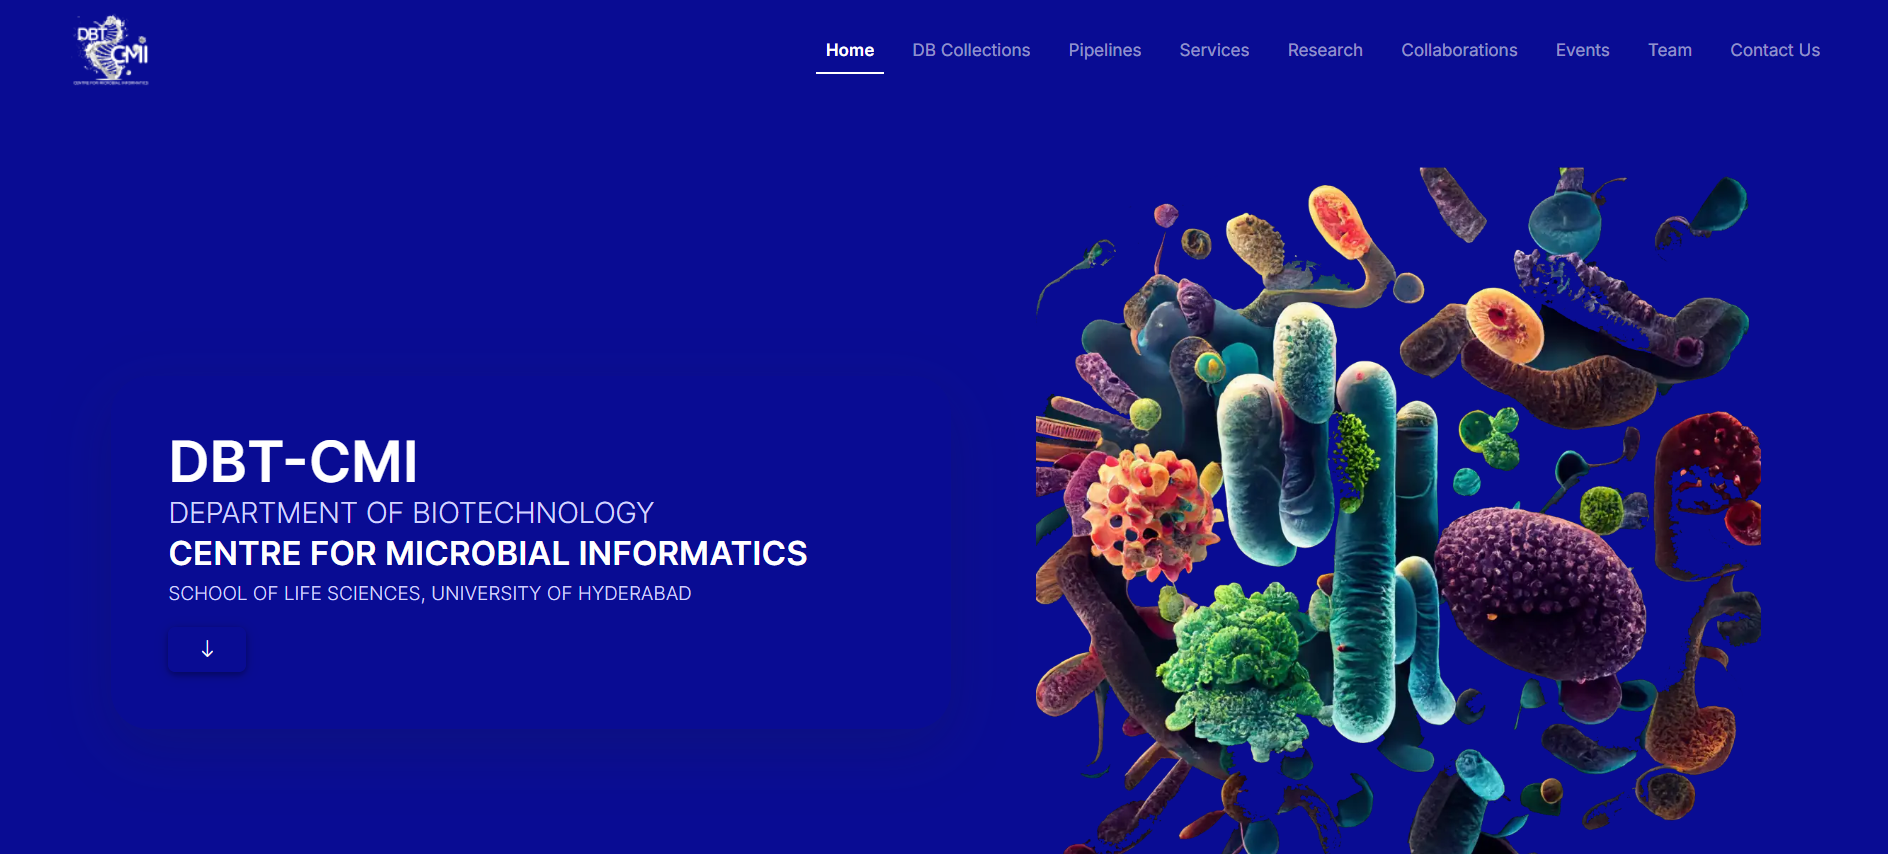 DBT
CMI
CENTRE FOR MICROBIAL INFORMATICS
Home DB Collections Pipelines Services Research Collaborations Events Team Contact Us
DBT-CMI
DEPARTMENT OF BIOTECHNOLOGY
CENTRE FOR MICROBIAL INFORMATICS
SCHOOL OF LIFE SCIENCES, UNIVERSITY OF HYDERABAD